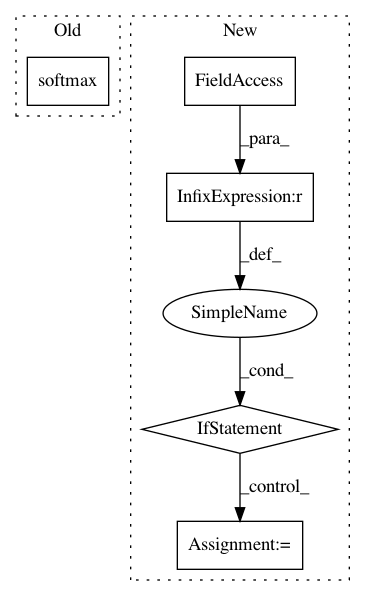 Old
New
softmax
FieldAccess
_para_
InfixExpression:r
_def_
SimpleName
_cond_
IfStatement
_control_
Assignment:=